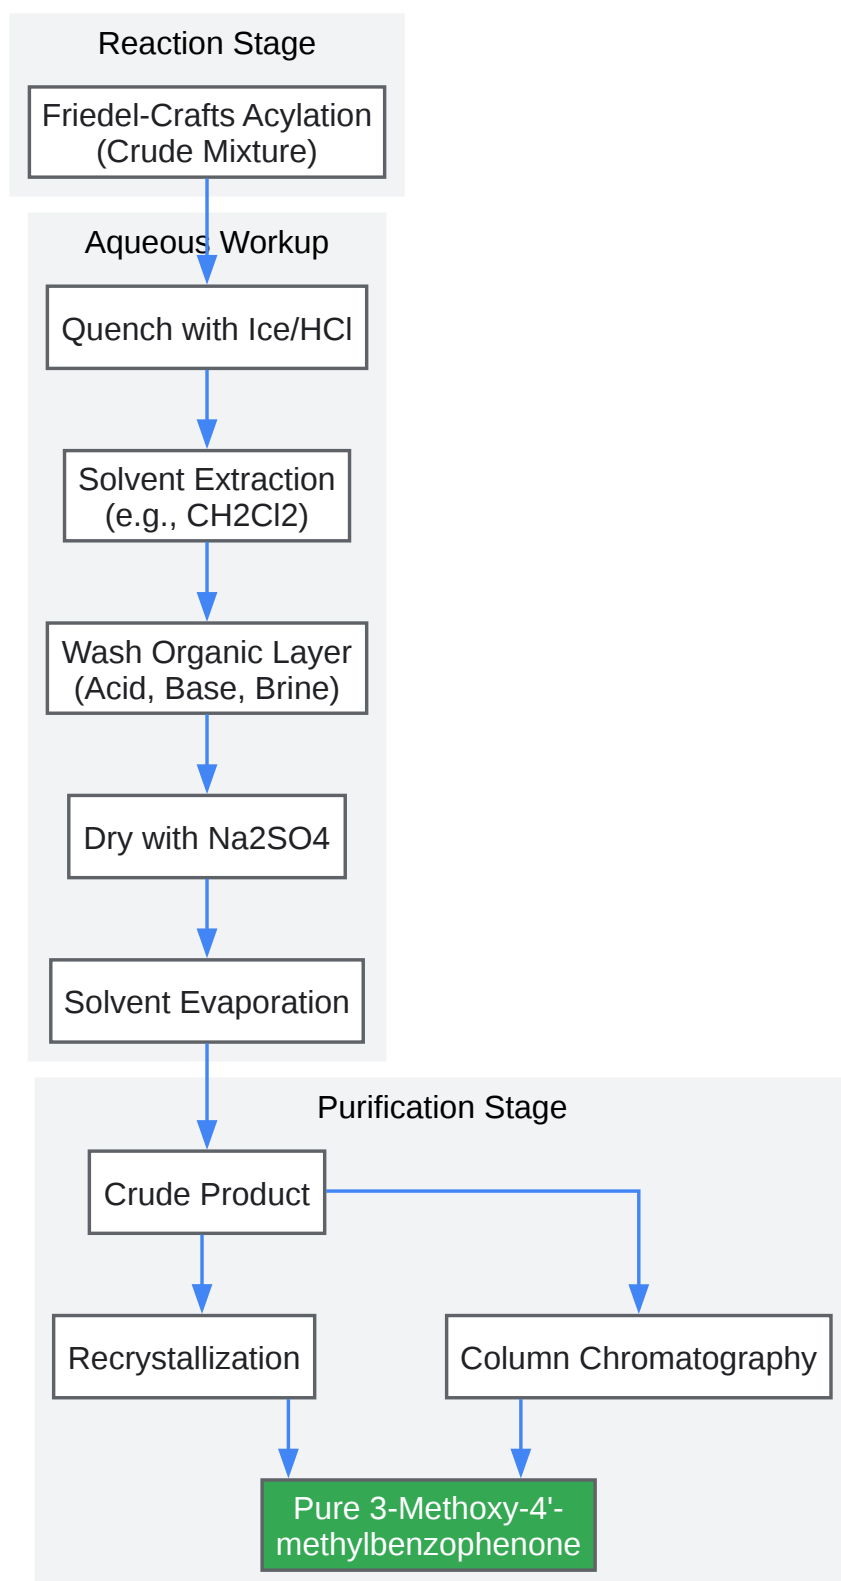 Reaction Stage
Friedel-Crafts Acylation
(Crude Mixture)
Aqueous Workup
Quench with Ice/HCl
Solvent Extraction
(e.g., CH2Cl2)
Wash Organic Layer
(Acid, Base, Brine)
Dry with Na2SO4
Solvent Evaporation
Purification Stage
Crude Product
Recrystallization
Column Chromatography
Pure 3-Methoxy-4'-
methylbenzophenone